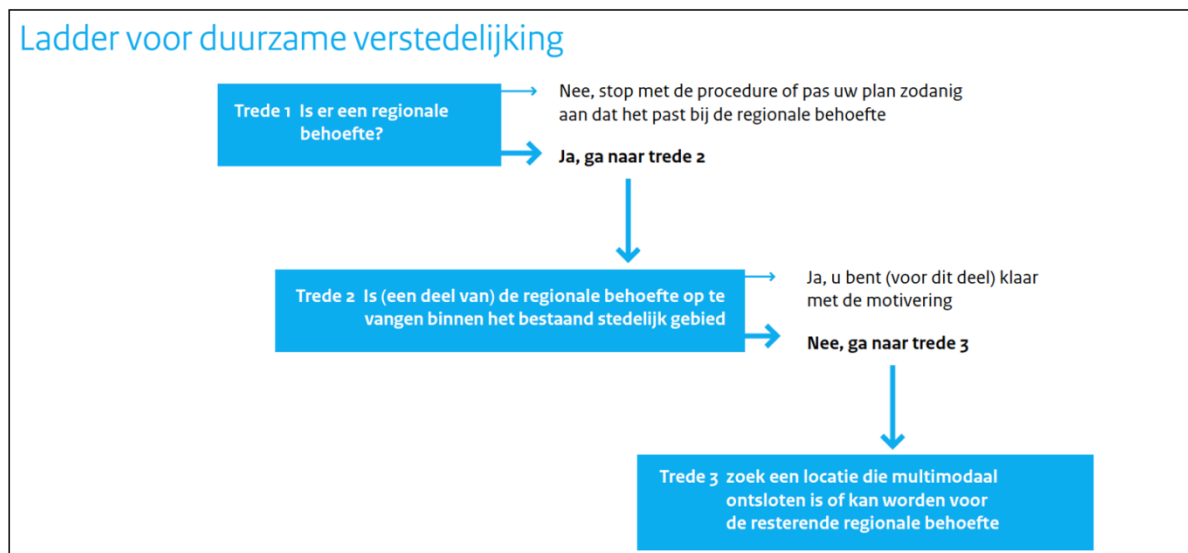 Ladder voor duurzame verstedelijking
Trede 1 Is er een regionale
behoefte?
Nee, stop met de procedure of pas uw plan zodanig
aan dat het past bij de regionale behoefte
Ja, ga naar trede 2
Trede 2 Is (een deel van) de regionale behoefte op te
vangen binnen het bestaand stedelijk gebied
Ja, u bent (voor dit deel) klaar
met de motivering
Nee, ga naar trede 3
Trede 3 zoek een locatie die multimodaal
ontsloten is of kan worden voor
de resterende regionale behoefte